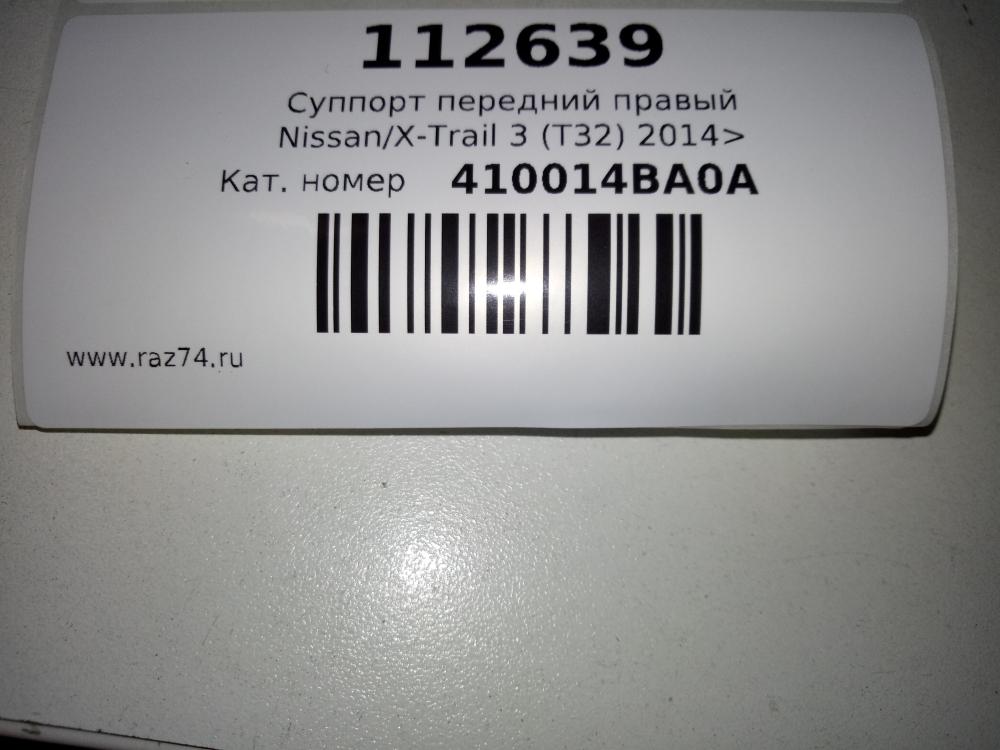 112639
Суппорт передний правый
Nissan/X-Trail 3 (T32) 2014>
Кат. номер 410014BA0A
www.raz74.ru